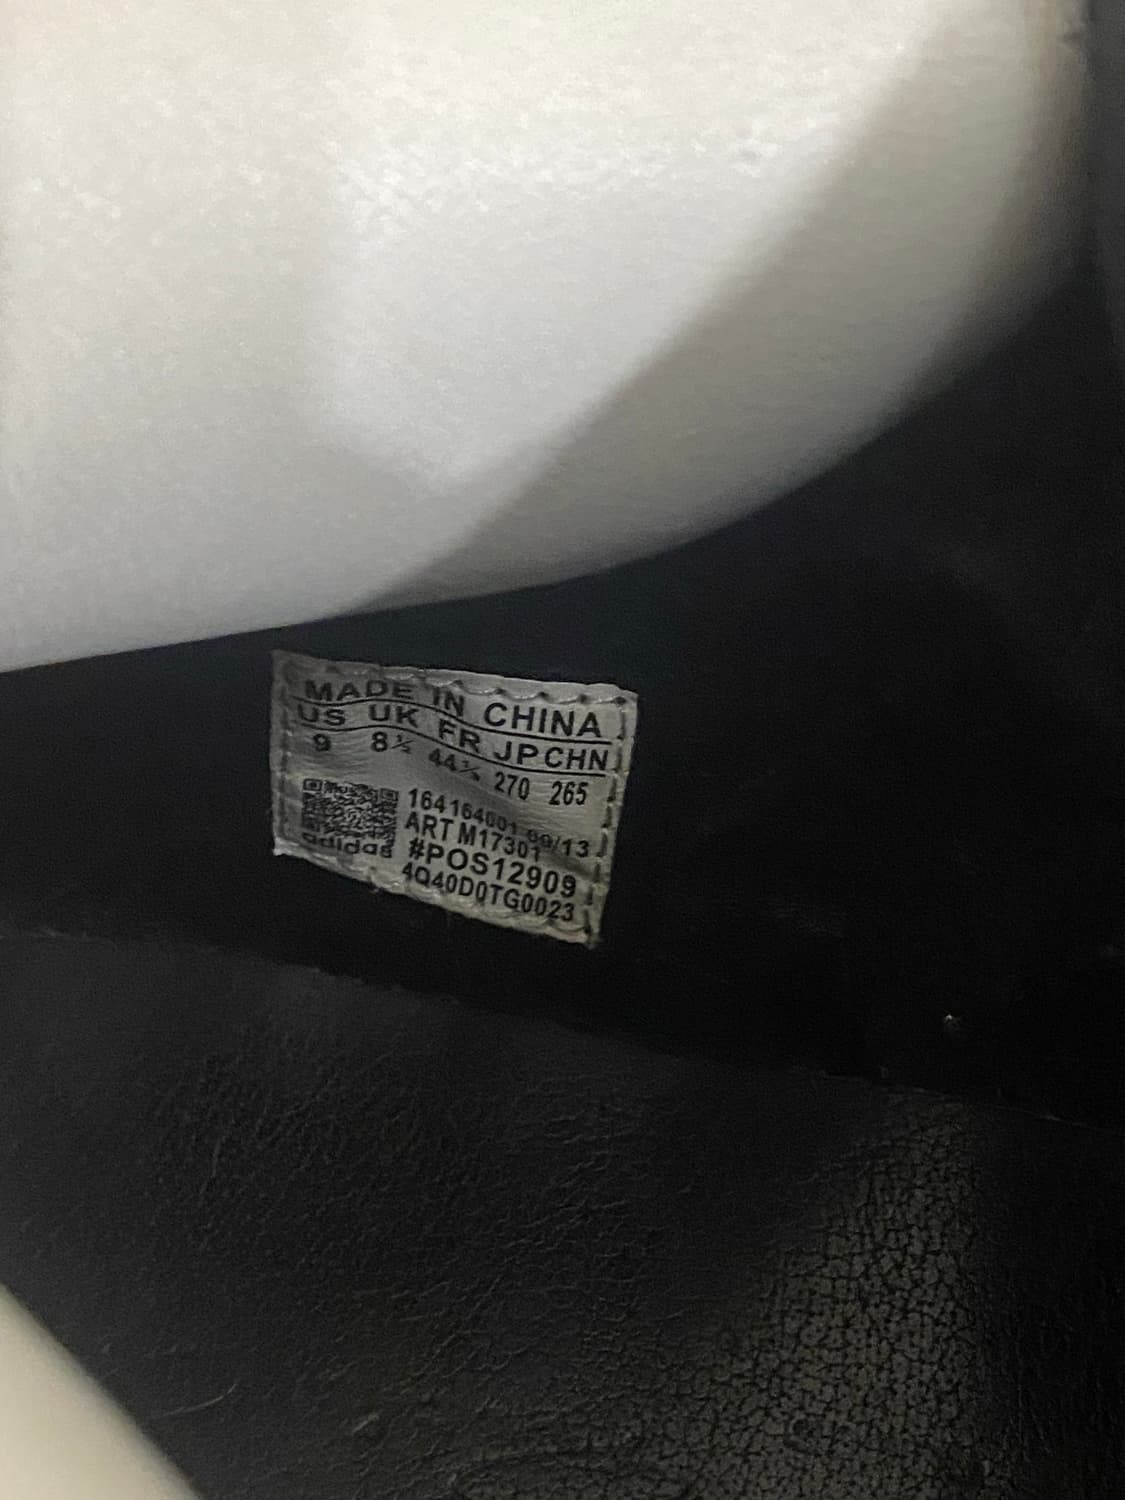 MADE IN CHINA
US UK FR JP CHN
9 8½ 44⅔ 270 265
164164001 09/13
ART M17301
#POS12909
4Q40D0TG0023
adidas